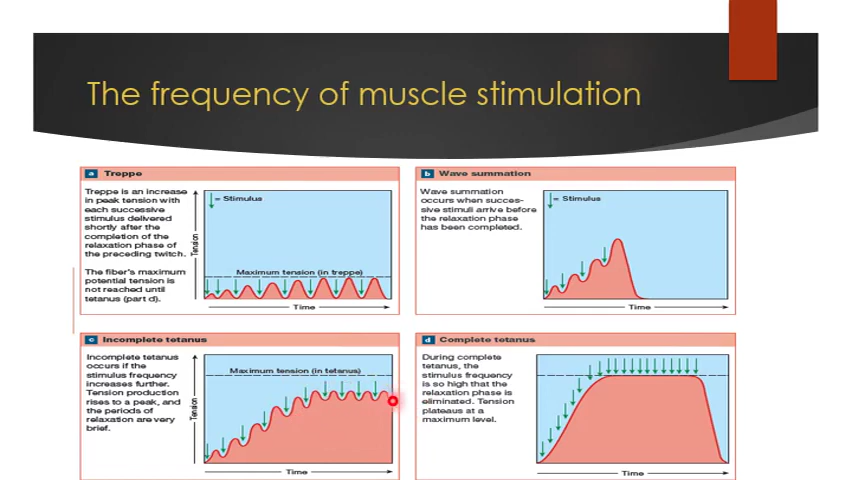 The frequency of muscle stimulation
a Treppe
Treppe is an increase
in peak tension with
each successive
stimulus delivered
shortly after the
completion of the
relaxation phase of
the preceding twitch.
The fiber's maximum
potential tension is
not reached until
tetanus (part d).
Tension
= Stimulus
Maximum tension (in treppe)
Time
b Wave summation
Wave summation
occurs when succes-
sive stimuli arrive before
the relaxation phase
has been completed.
= Stimulus
Time
c Incomplete tetanus
Incomplete tetanus
occurs if the
stimulus frequency
increases further.
Tension production
rises to a peak, and
the periods of
relaxation are very
brief.
Tension
Maximum tension (in tetanus)
Time
d Complete tetanus
During complete
tetanus, the
stimulus frequency
is so high that the
relaxation phase is
eliminated. Tension
plateaus at a
maximum level.
Time